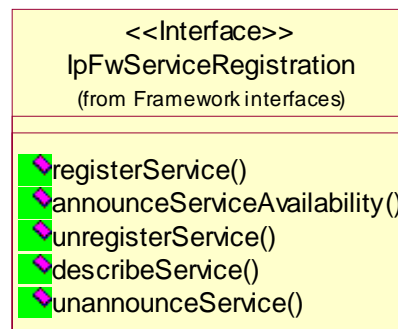 <<Interface>>
IpFwServiceRegistration
(from Framework interfaces)
registerService()
announceServiceAvailability()
unregisterService()
describeService()
unannounceService()